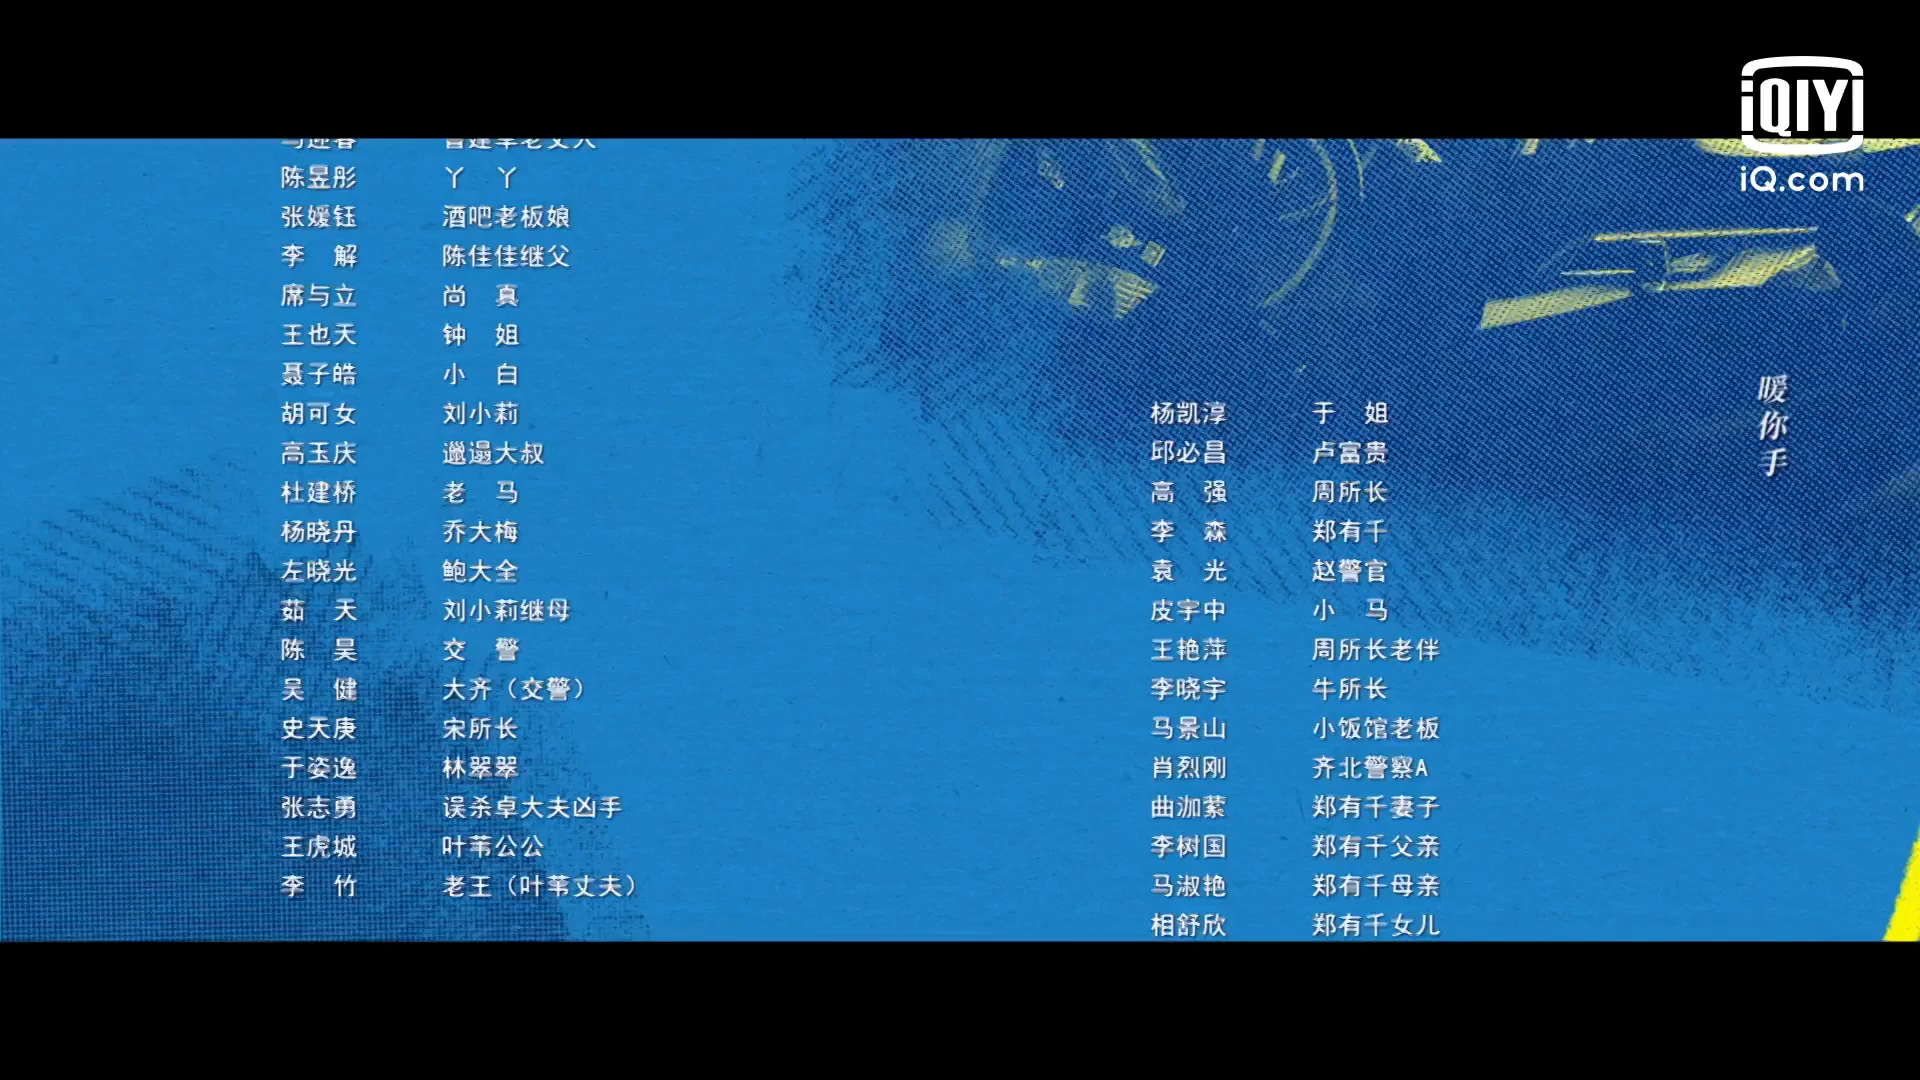 iQIYI
iQ.com
陈昱彤 丫 丫
张媛钰 酒吧老板娘
李 解 陈佳佳继父
席与立 尚 真
王也天 钟 姐
聂子皓 小 白
胡可女 刘小莉
高玉庆 邋遢大叔
杜建桥 老 马
杨晓丹 乔大梅
左晓光 鲍大全
茹 天 刘小莉继母
陈 昊 交 警
吴 健 大齐（交警）
史天庚 宋所长
于姿逸 林翠翠
张志勇 误杀卓大夫凶手
王虎城 叶苇公公
李 竹 老王（叶苇丈夫）
杨凯淳 于 姐
邱必昌 卢富贵
高 强 周所长
李 森 郑有千
袁 光 赵警官
皮宇中 小 马
王艳萍 周所长老伴
李晓宇 牛所长
马景山 小饭馆老板
肖烈刚 齐北警察A
曲泇萦 郑有千妻子
李树国 郑有千父亲
马淑艳 郑有千母亲
相舒欣 郑有千女儿
暖你手